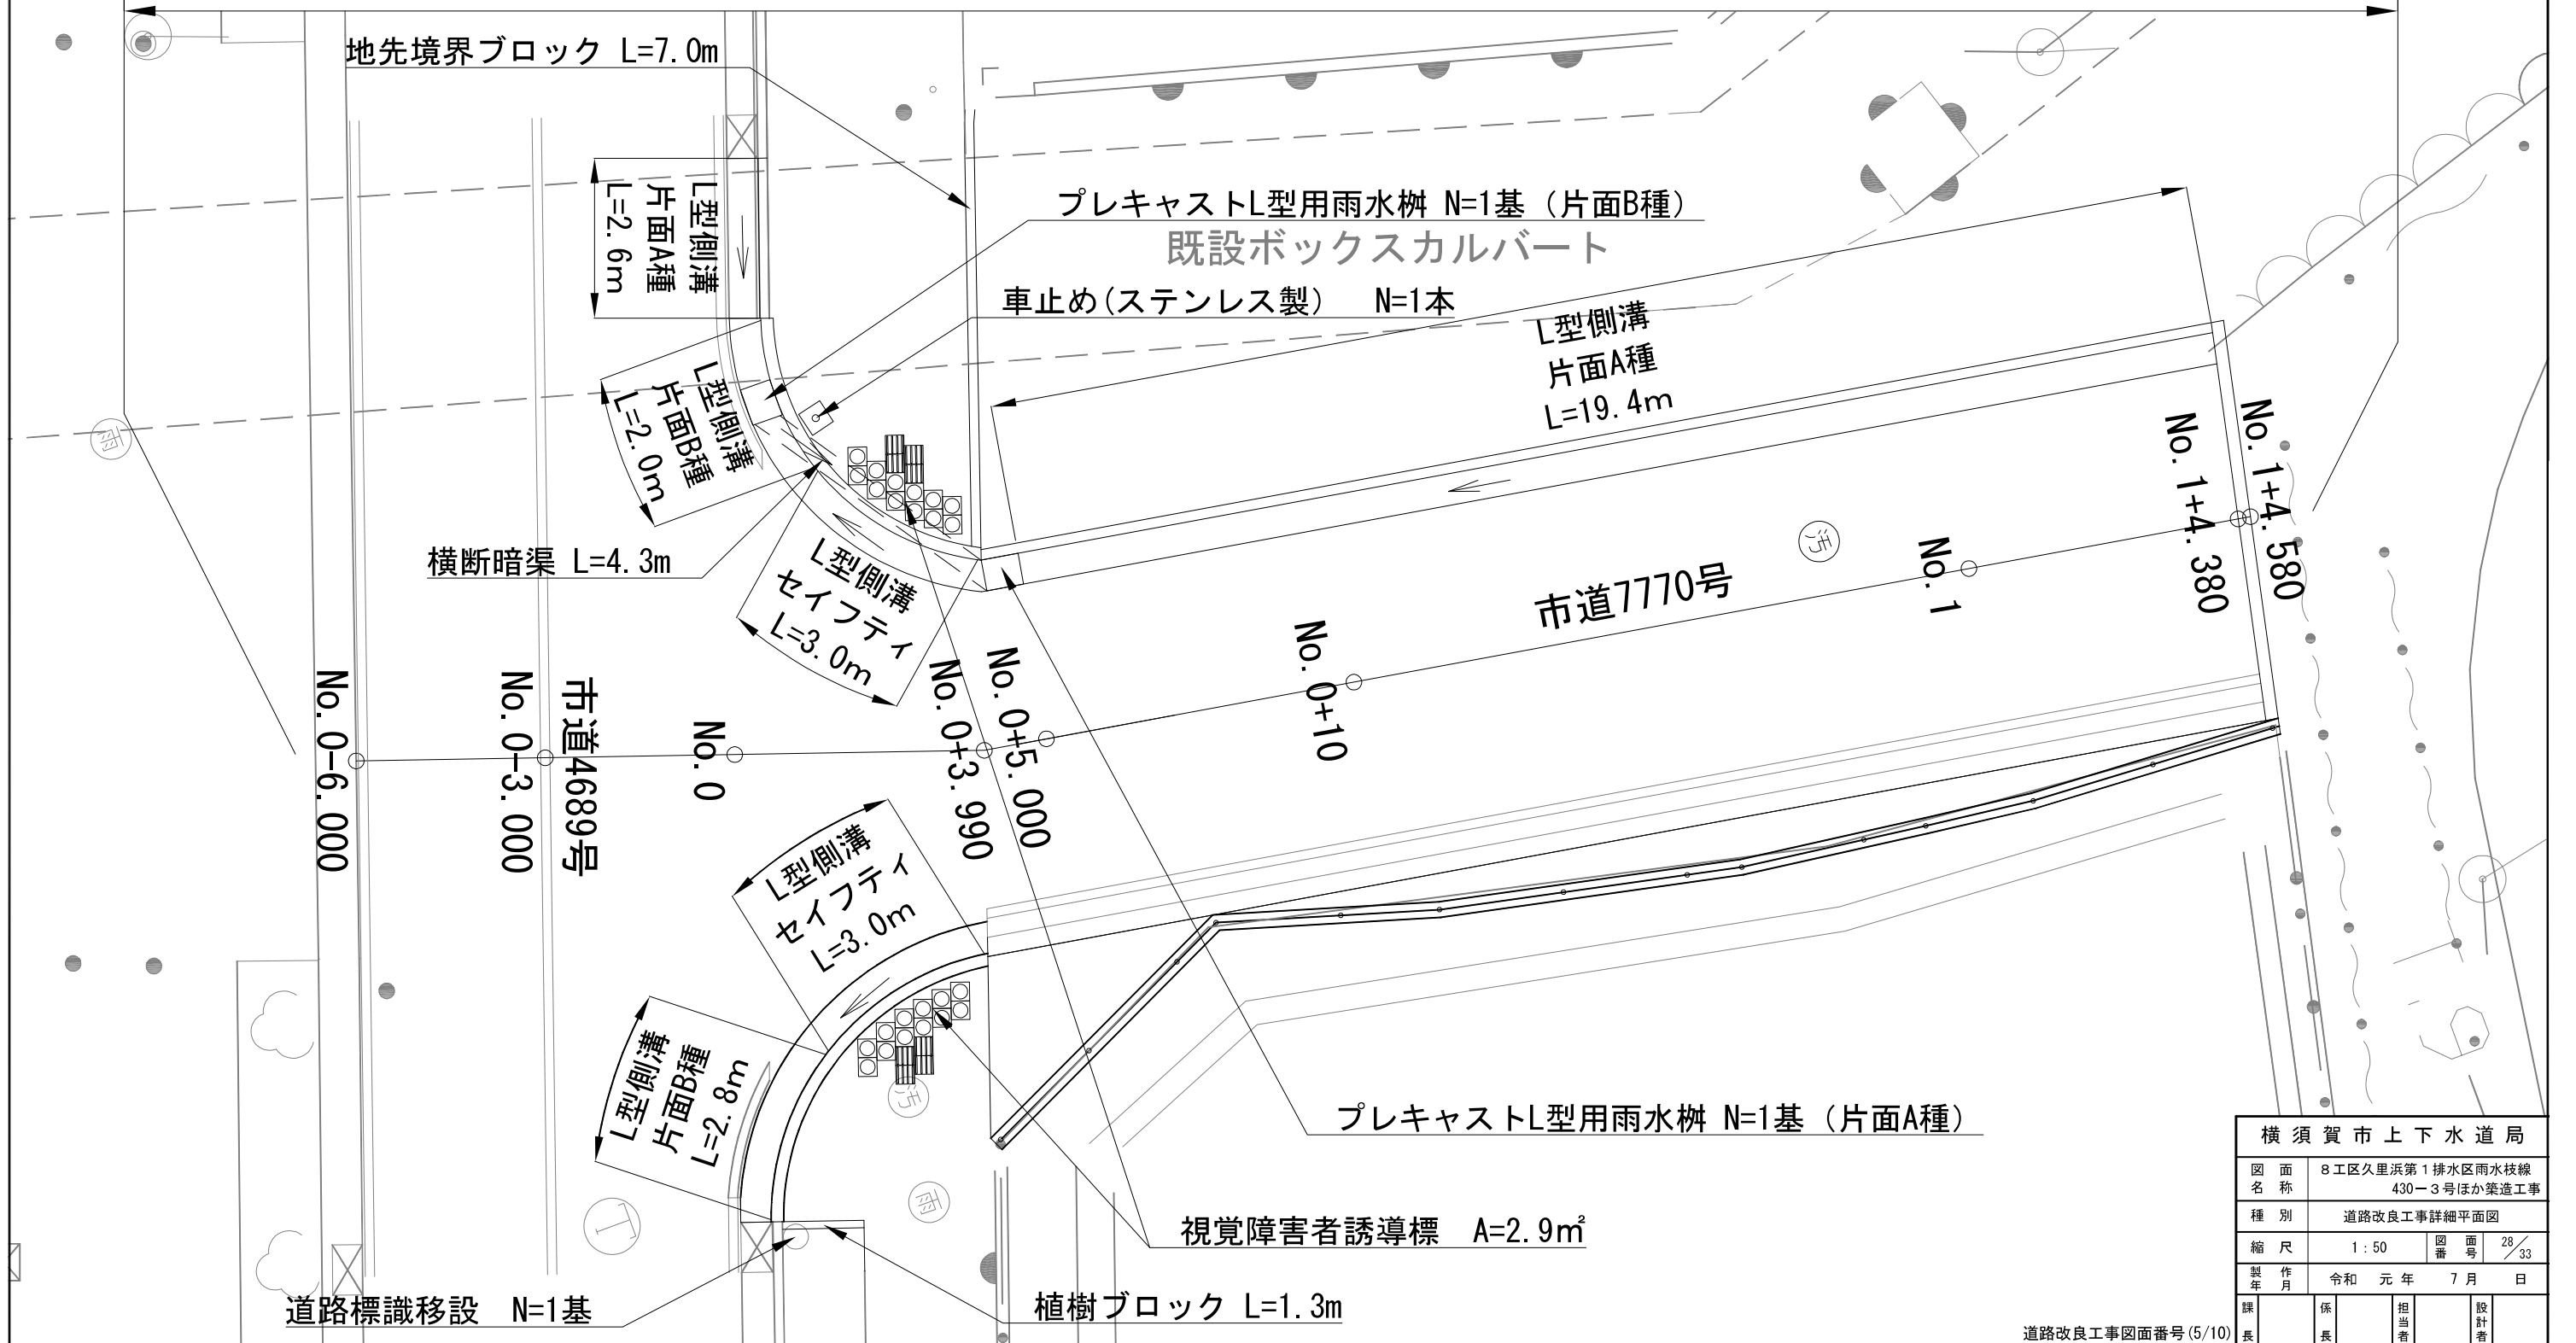 地先境界ブロック L=7.0m
L型側溝
片面A種
L=2.6m
プレキャストL型用雨水桝 N=1基（片面B種）
既設ボックスカルバート
車止め(ステンレス製） N=1本
L型側溝
片面A種
L=19.4m
L型側溝
片面B種
L=2.0m
雨
横断暗渠 L=4.3m
L型側溝
セイフティ
L=3.0m
汚
市道7770号
No.0-6.000
No.0-3.000
市道4689号
No.0
No.0+3.990
No.0+5.000
No.0+10
No.1
No.1+4.380
No.1+4.580
L型側溝
セイフティ
L=3.0m
L型側溝
片面B種
L=2.8m
汚
雨
T
プレキャストL型用雨水桝 N=1基（片面A種）
視覚障害者誘導標 A=2.9㎡
道路標識移設 N=1基
植樹ブロック L=1.3m
横須賀市上下水道局
図面名称 8工区久里浜第1排水区雨水枝線
430－3号ほか築造工事
種別 道路改良工事詳細平面図
縮尺 1：50 図面番号 28/33
製作年月 令和 元年 7月 日
課長 係長 担当者 設計者
道路改良工事図面番号(5/10)